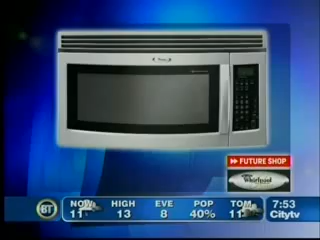 FUTURE SHOP
Whirlpool
BT
NOW HIGH EVE POP TOM 7:53
11 13 8 40% 11 Citytv